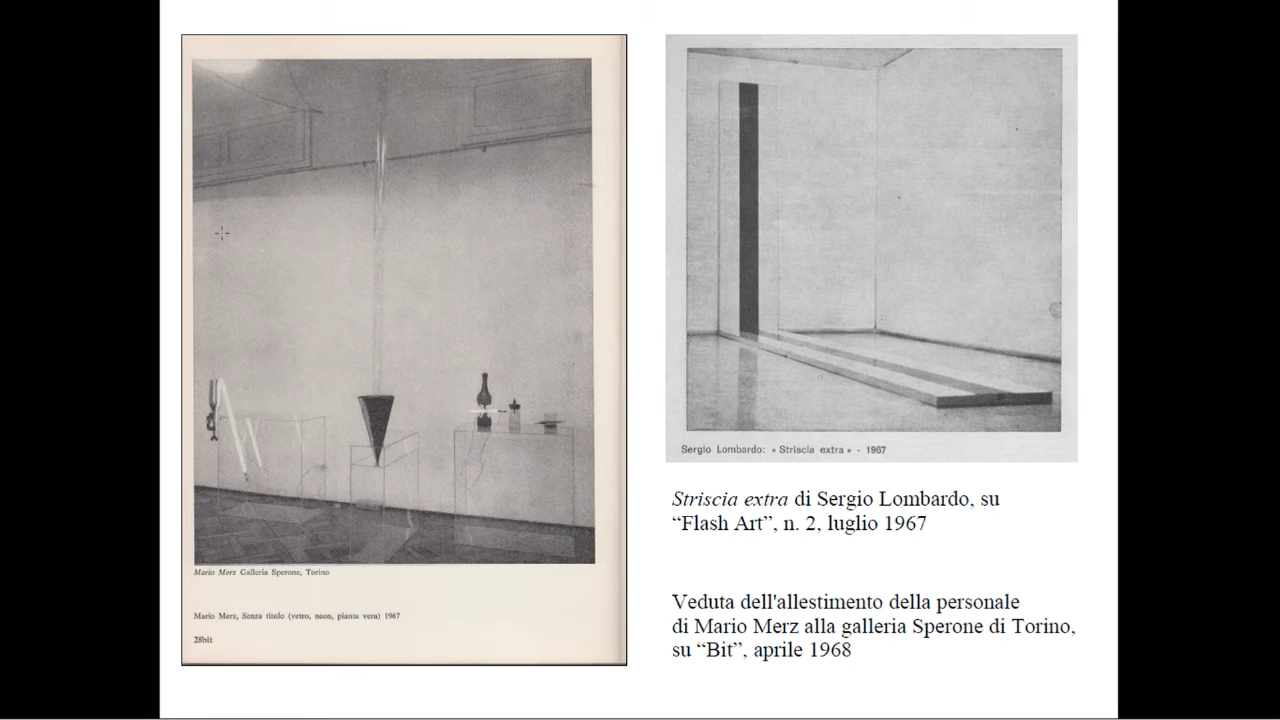 Mario Merz Galleria Sperone, Torino
Mario Merz, Senza titolo (vetro, neon, pianta vera) 1967
28bit
Sergio Lombardo: « Striscia extra » - 1967
Striscia extra di Sergio Lombardo, su
“Flash Art”, n. 2, luglio 1967
Veduta dell'allestimento della personale
di Mario Merz alla galleria Sperone di Torino,
su “Bit”, aprile 1968